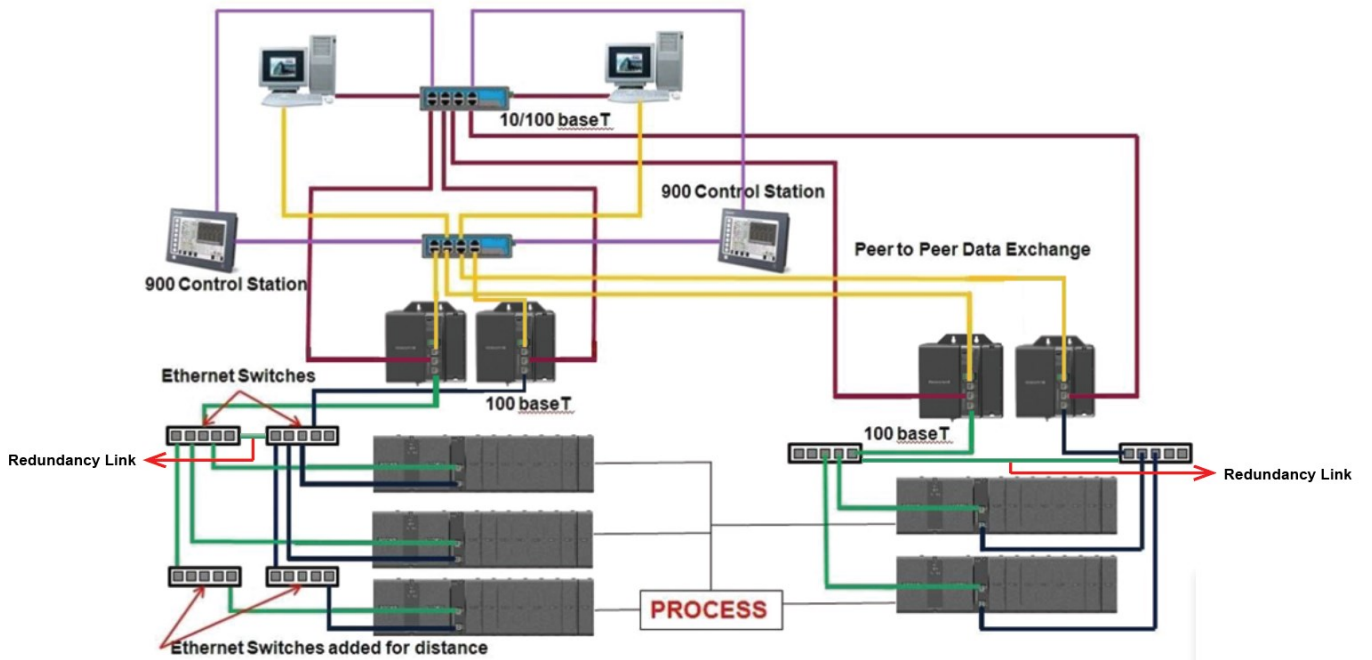 10/100 baseT
900 Control Station
Peer to Peer Data Exchange
900 Control Station
Ethernet Switches
100 baseT
100 baseT
Redundancy Link
Redundancy Link
PROCESS
Ethernet Switches added for distance